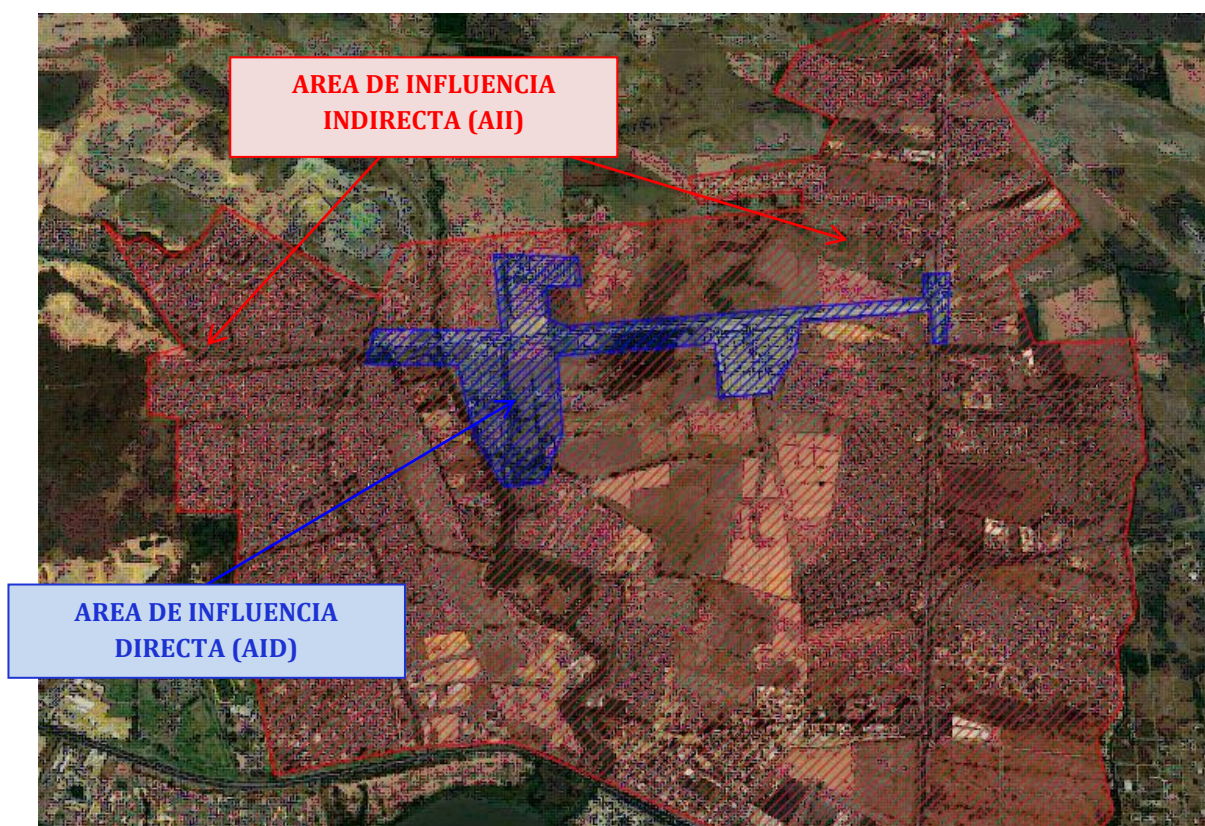 AREA DE INFLUENCIA
INDIRECTA (AII)
AREA DE INFLUENCIA
DIRECTA (AID)